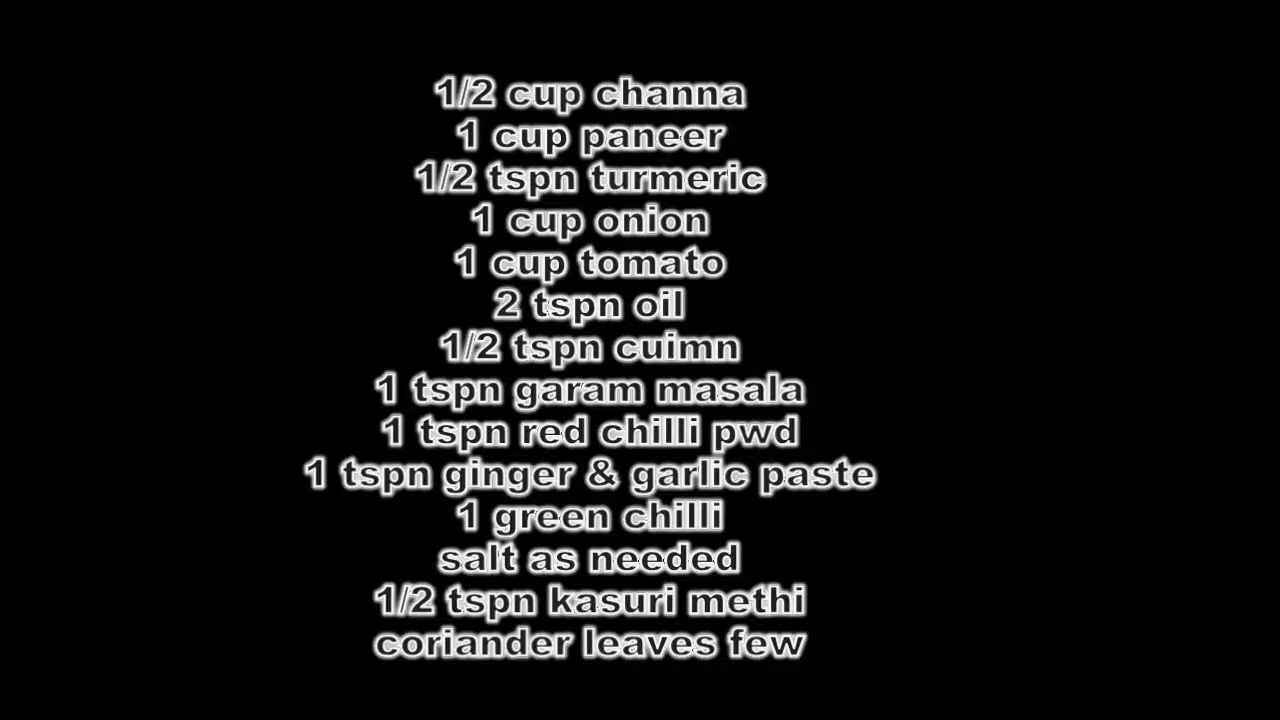 1/2 cup channa
1 cup paneer
1/2 tspn turmeric
1 cup onion
1 cup tomato
2 tspn oil
1/2 tspn cuimn
1 tspn garam masala
1 tspn red chilli pwd
1 tspn ginger & garlic paste
1 green chilli
salt as needed
1/2 tspn kasuri methi
coriander leaves few